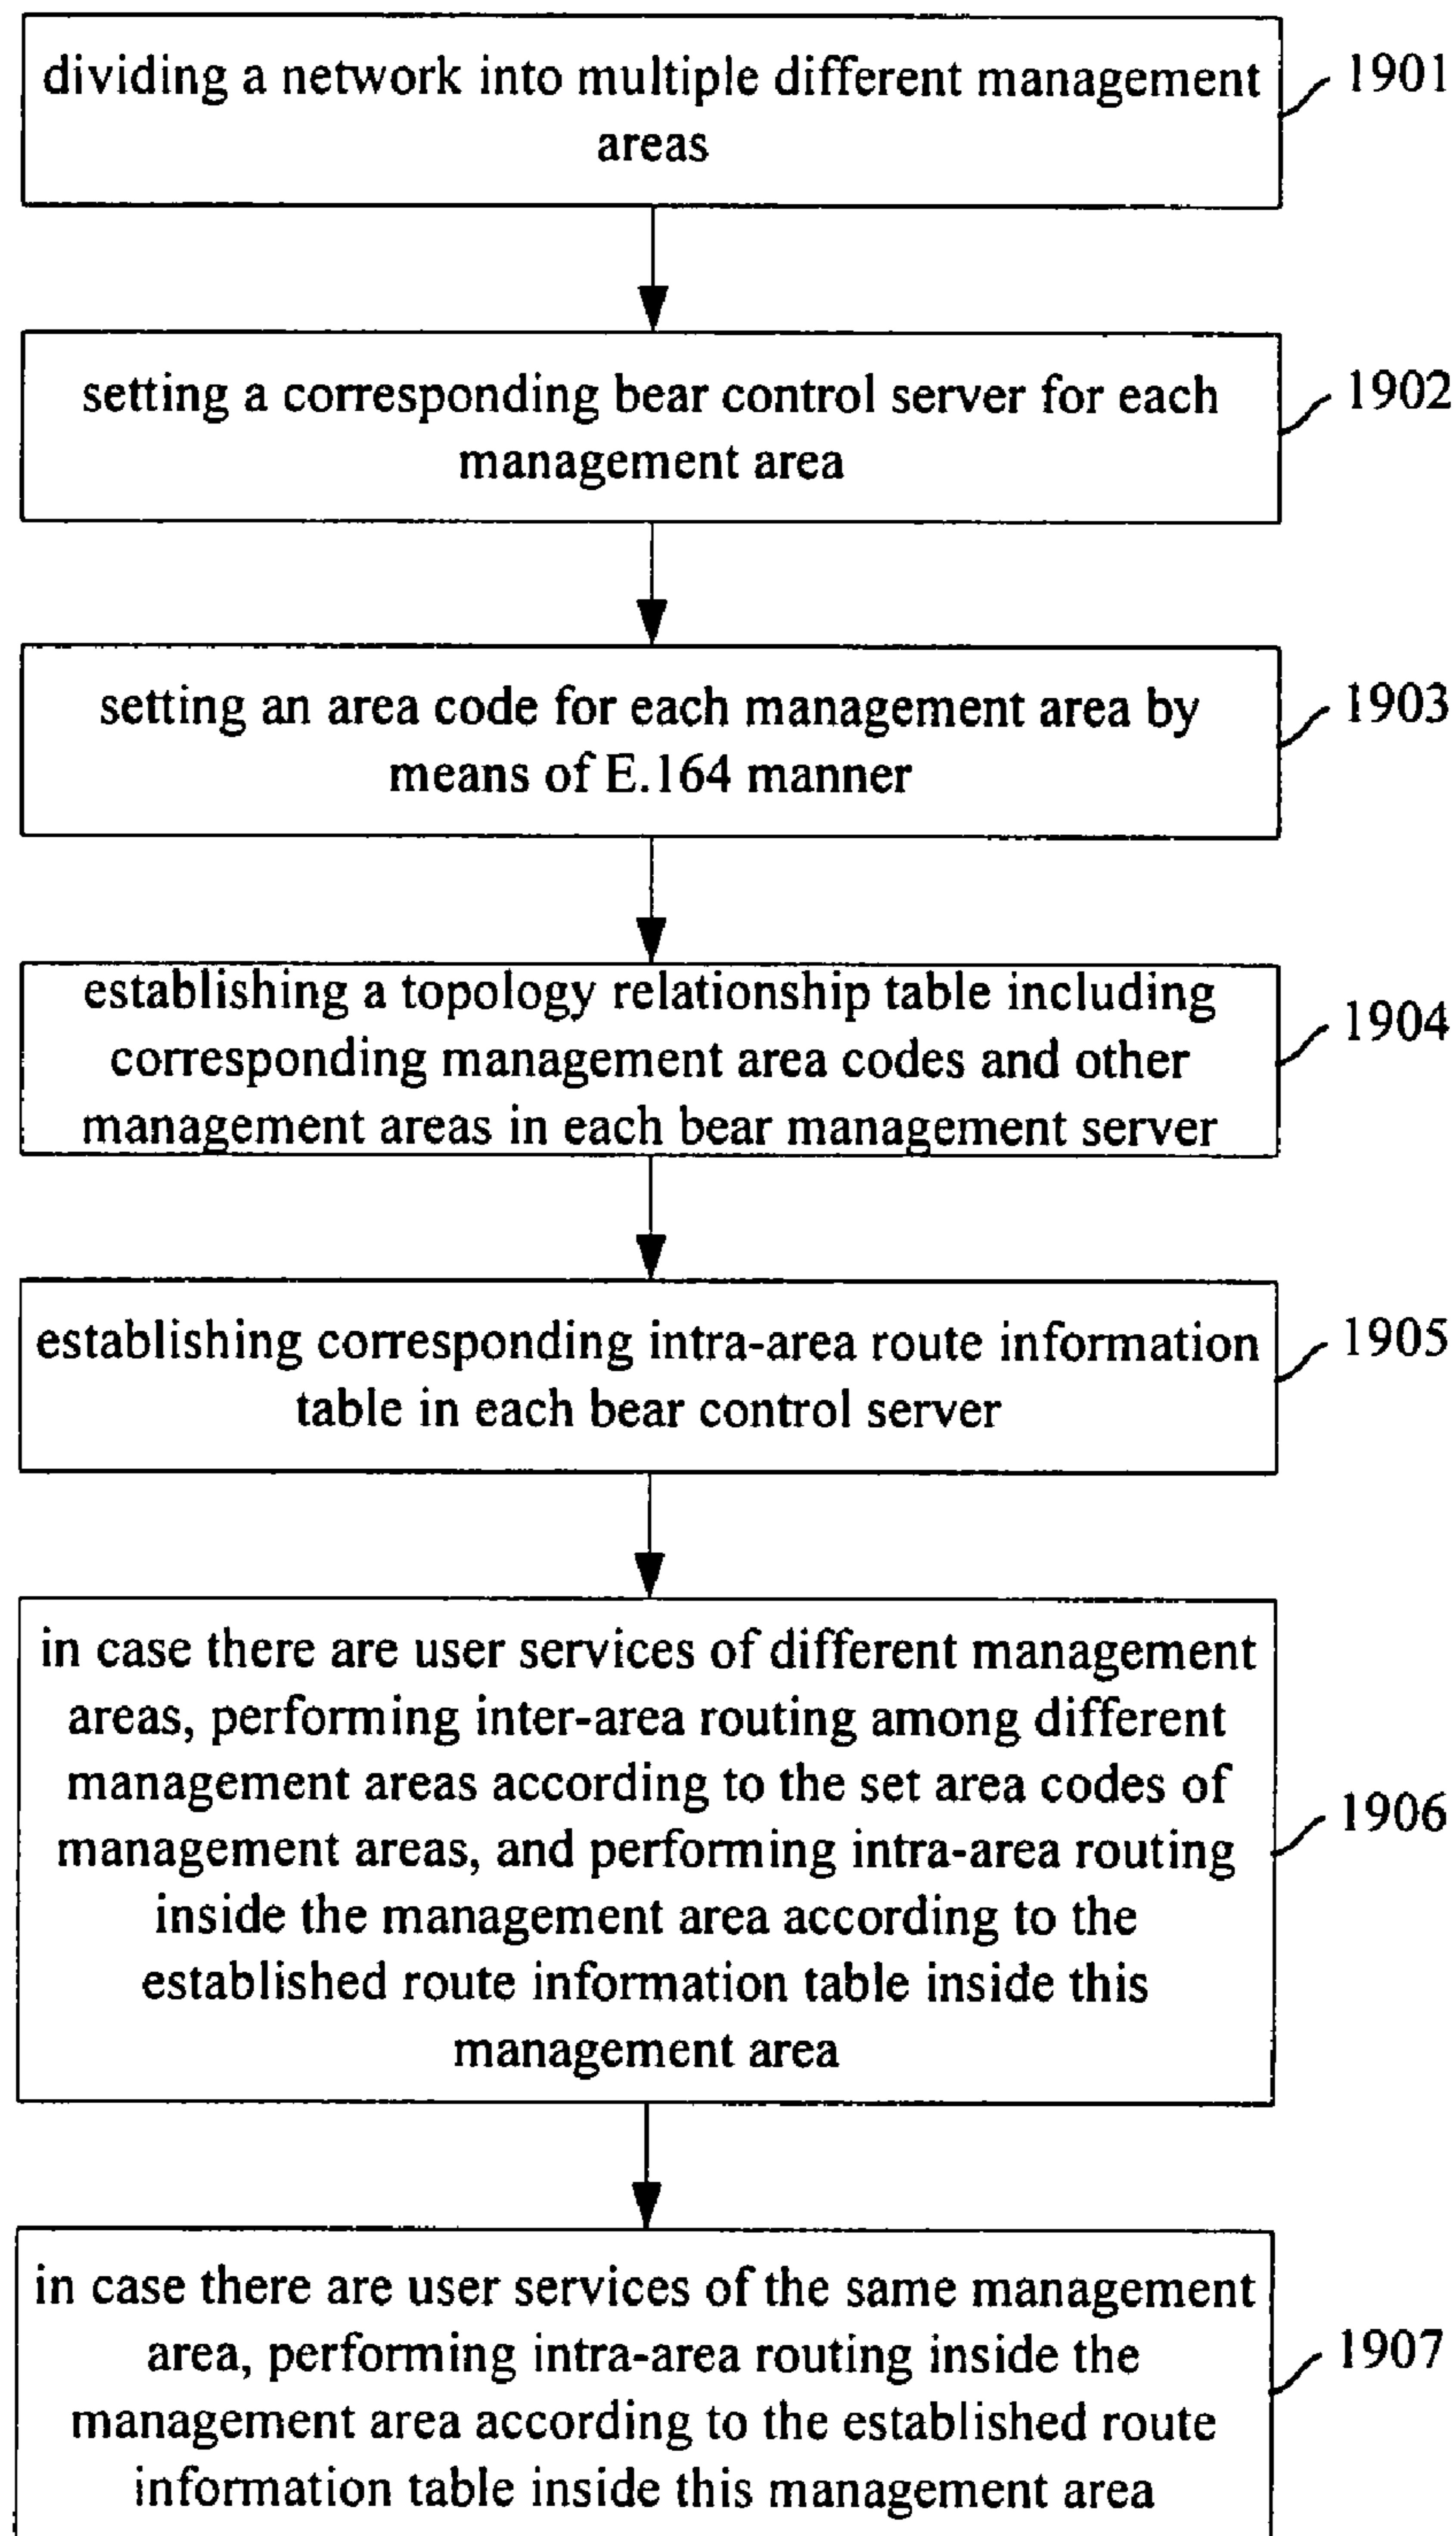 dividing a network into multiple different management
areas
1901
setting a corresponding bear control server for each
management area
1902
setting an area code for each management area by
means of E.164 manner
1903
establishing a topology relationship table including
corresponding management area codes and other
management areas in each bear management server
1904
establishing corresponding intra-area route information
table in each bear control server
1905
in case there are user services of different management
areas, performing inter-area routing among different
management areas according to the set area codes of
management areas, and performing intra-area routing
inside the management area according to the
established route information table inside this
management area
1906
in case there are user services of the same management
area, performing intra-area routing inside the
management area according to the established route
information table inside this management area
1907